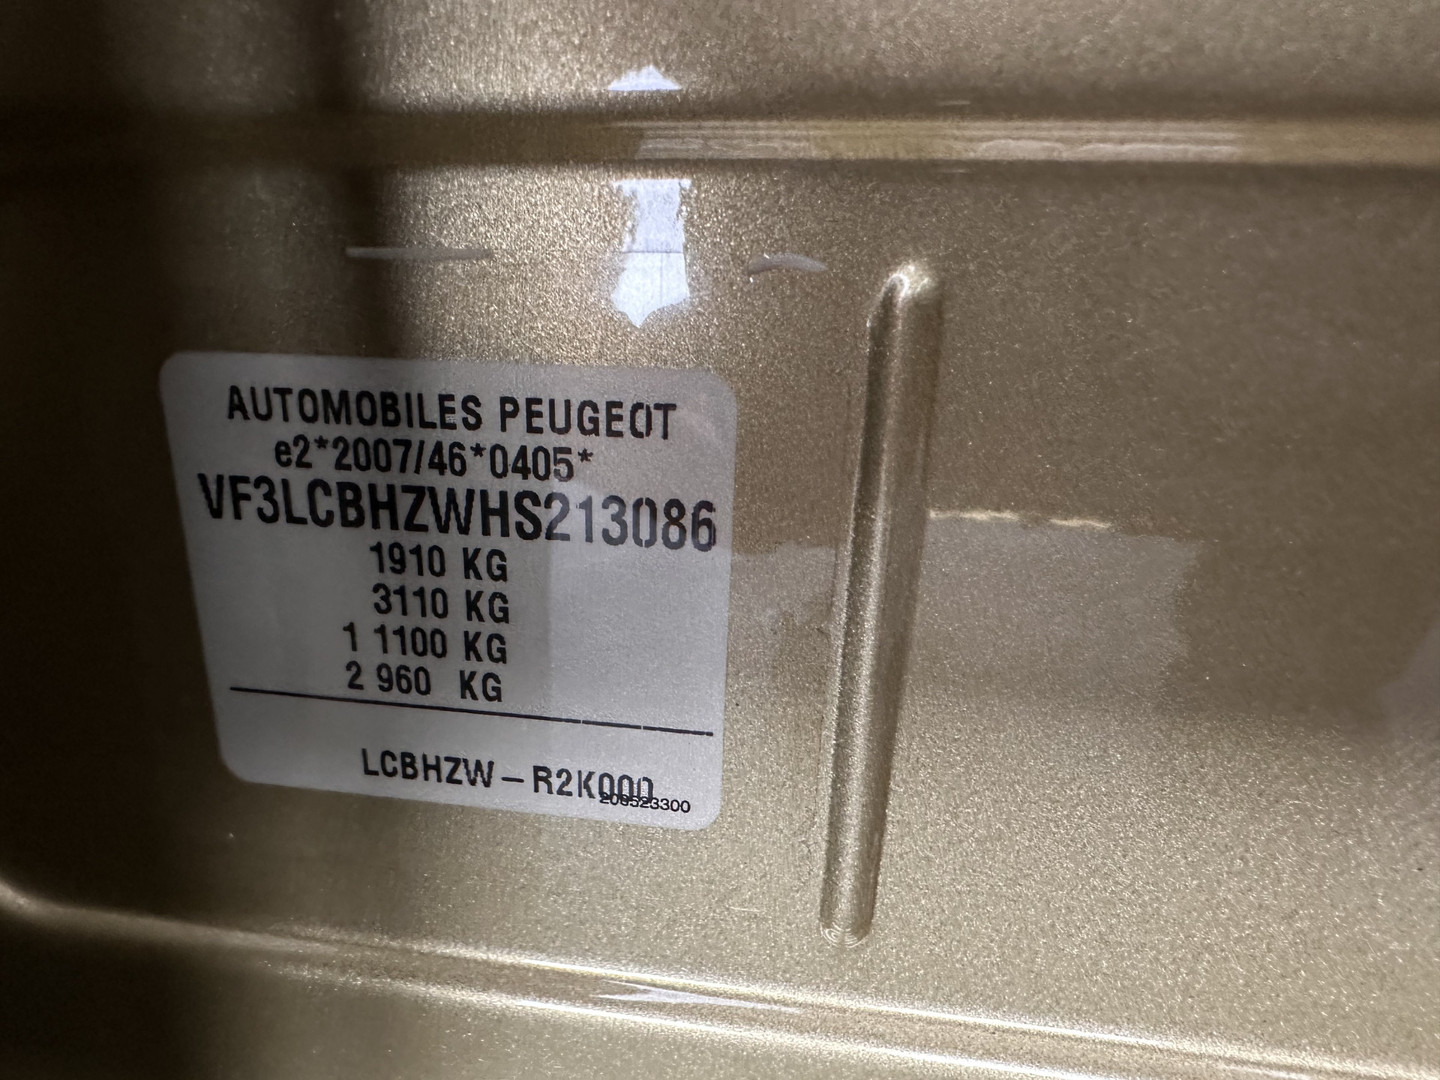 AUTOMOBILES PEUGEOT
e2*2007/46*0405*
VF3LCBHZWHS213086
1910 KG
3110 KG
1 1100 KG
2 960 KG
LCBHZW – R2K000
208523300